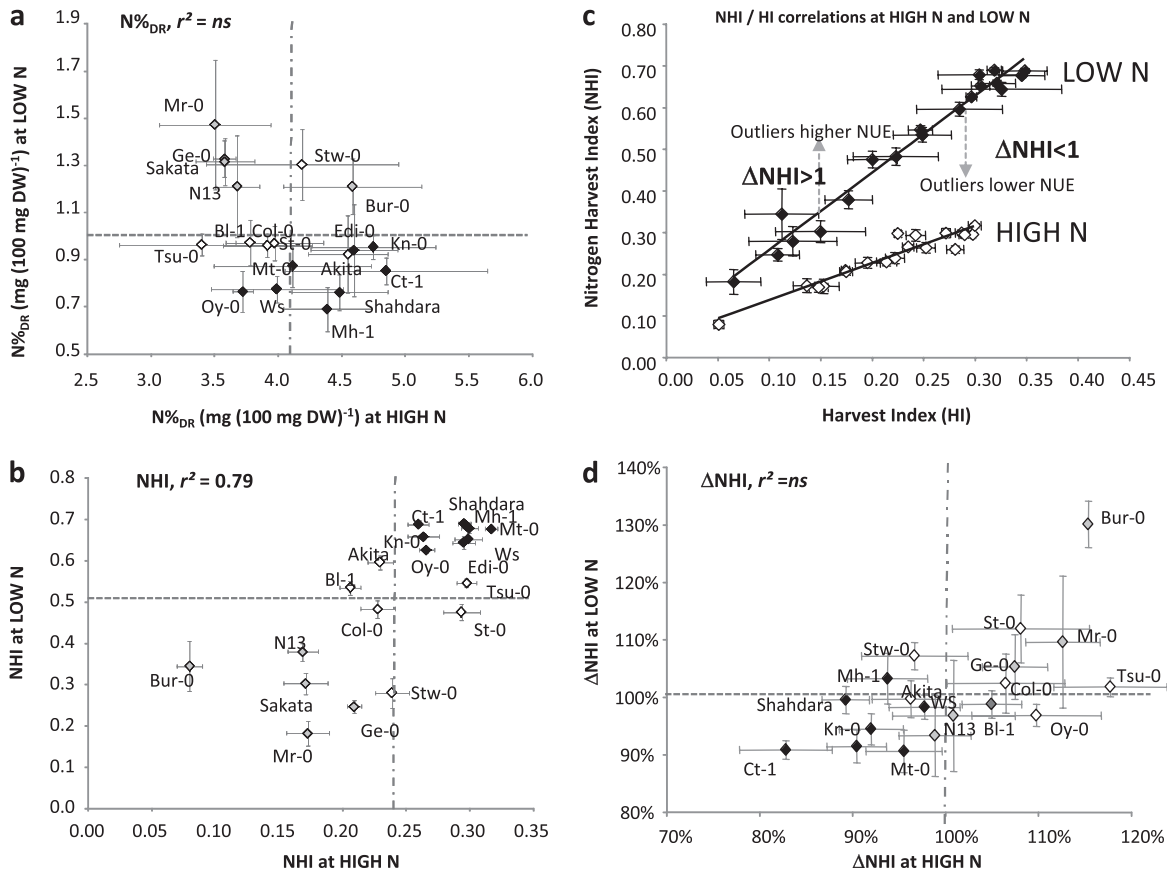 a
N%DR, r² = ns
N%DR (mg (100 mg DW)-1) at LOW N
1.9
1.7
1.5
1.3
1.1
0.9
0.7
0.5
Mr-0
Ge-0
Sakata
N13
Stw-0
Bur-0
Bl-1
Col-0
St-0
Edi-0
Kn-0
Tsu-0
Mt-0
Akita
Ct-1
Oy-0
Ws
Shahdara
Mh-1
2.5 3.0 3.5 4.0 4.5 5.0 5.5 6.0
N%DR (mg (100 mg DW)-1) at HIGH N
c
NHI / HI correlations at HIGH N and LOW N
Nitrogen Harvest Index (NHI)
0.80
0.70
0.60
0.50
0.40
0.30
0.20
0.10
0.00
LOW N
Outliers higher NUE
ΔNHI>1
ΔNHI<1
Outliers lower NUE
HIGH N
0.00 0.05 0.10 0.15 0.20 0.25 0.30 0.35 0.40 0.45
Harvest Index (HI)
b
NHI, r² = 0.79
NHI at LOW N
0.8
0.7
0.6
0.5
0.4
0.3
0.2
0.1
0.0
Shahdara
Ct-1
Mh-1
Mt-0
Kn-0
Akita
Oy-0
Ws
Bl-1
Edi-0
Tsu-0
Col-0
St-0
N13
Bur-0
Sakata
Stw-0
Ge-0
Mr-0
0.00 0.05 0.10 0.15 0.20 0.25 0.30 0.35
NHI at HIGH N
d
ΔNHI, r² =ns
ΔNHI at LOW N
140%
130%
120%
110%
100%
90%
80%
Bur-0
St-0
Mr-0
Stw-0
Ge-0
Mh-1
Tsu-0
Akita
Col-0
Shahdara
WS
Kn-0
N13
Bl-1
Oy-0
Ct-1
Mt-0
70% 80% 90% 100% 110% 120%
ΔNHI at HIGH N